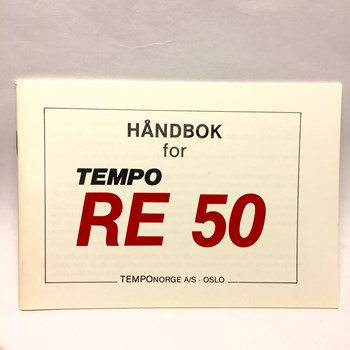 HÅNDBOK
for
TEMPO
RE 50
TEMPONORGE A/S - OSLO